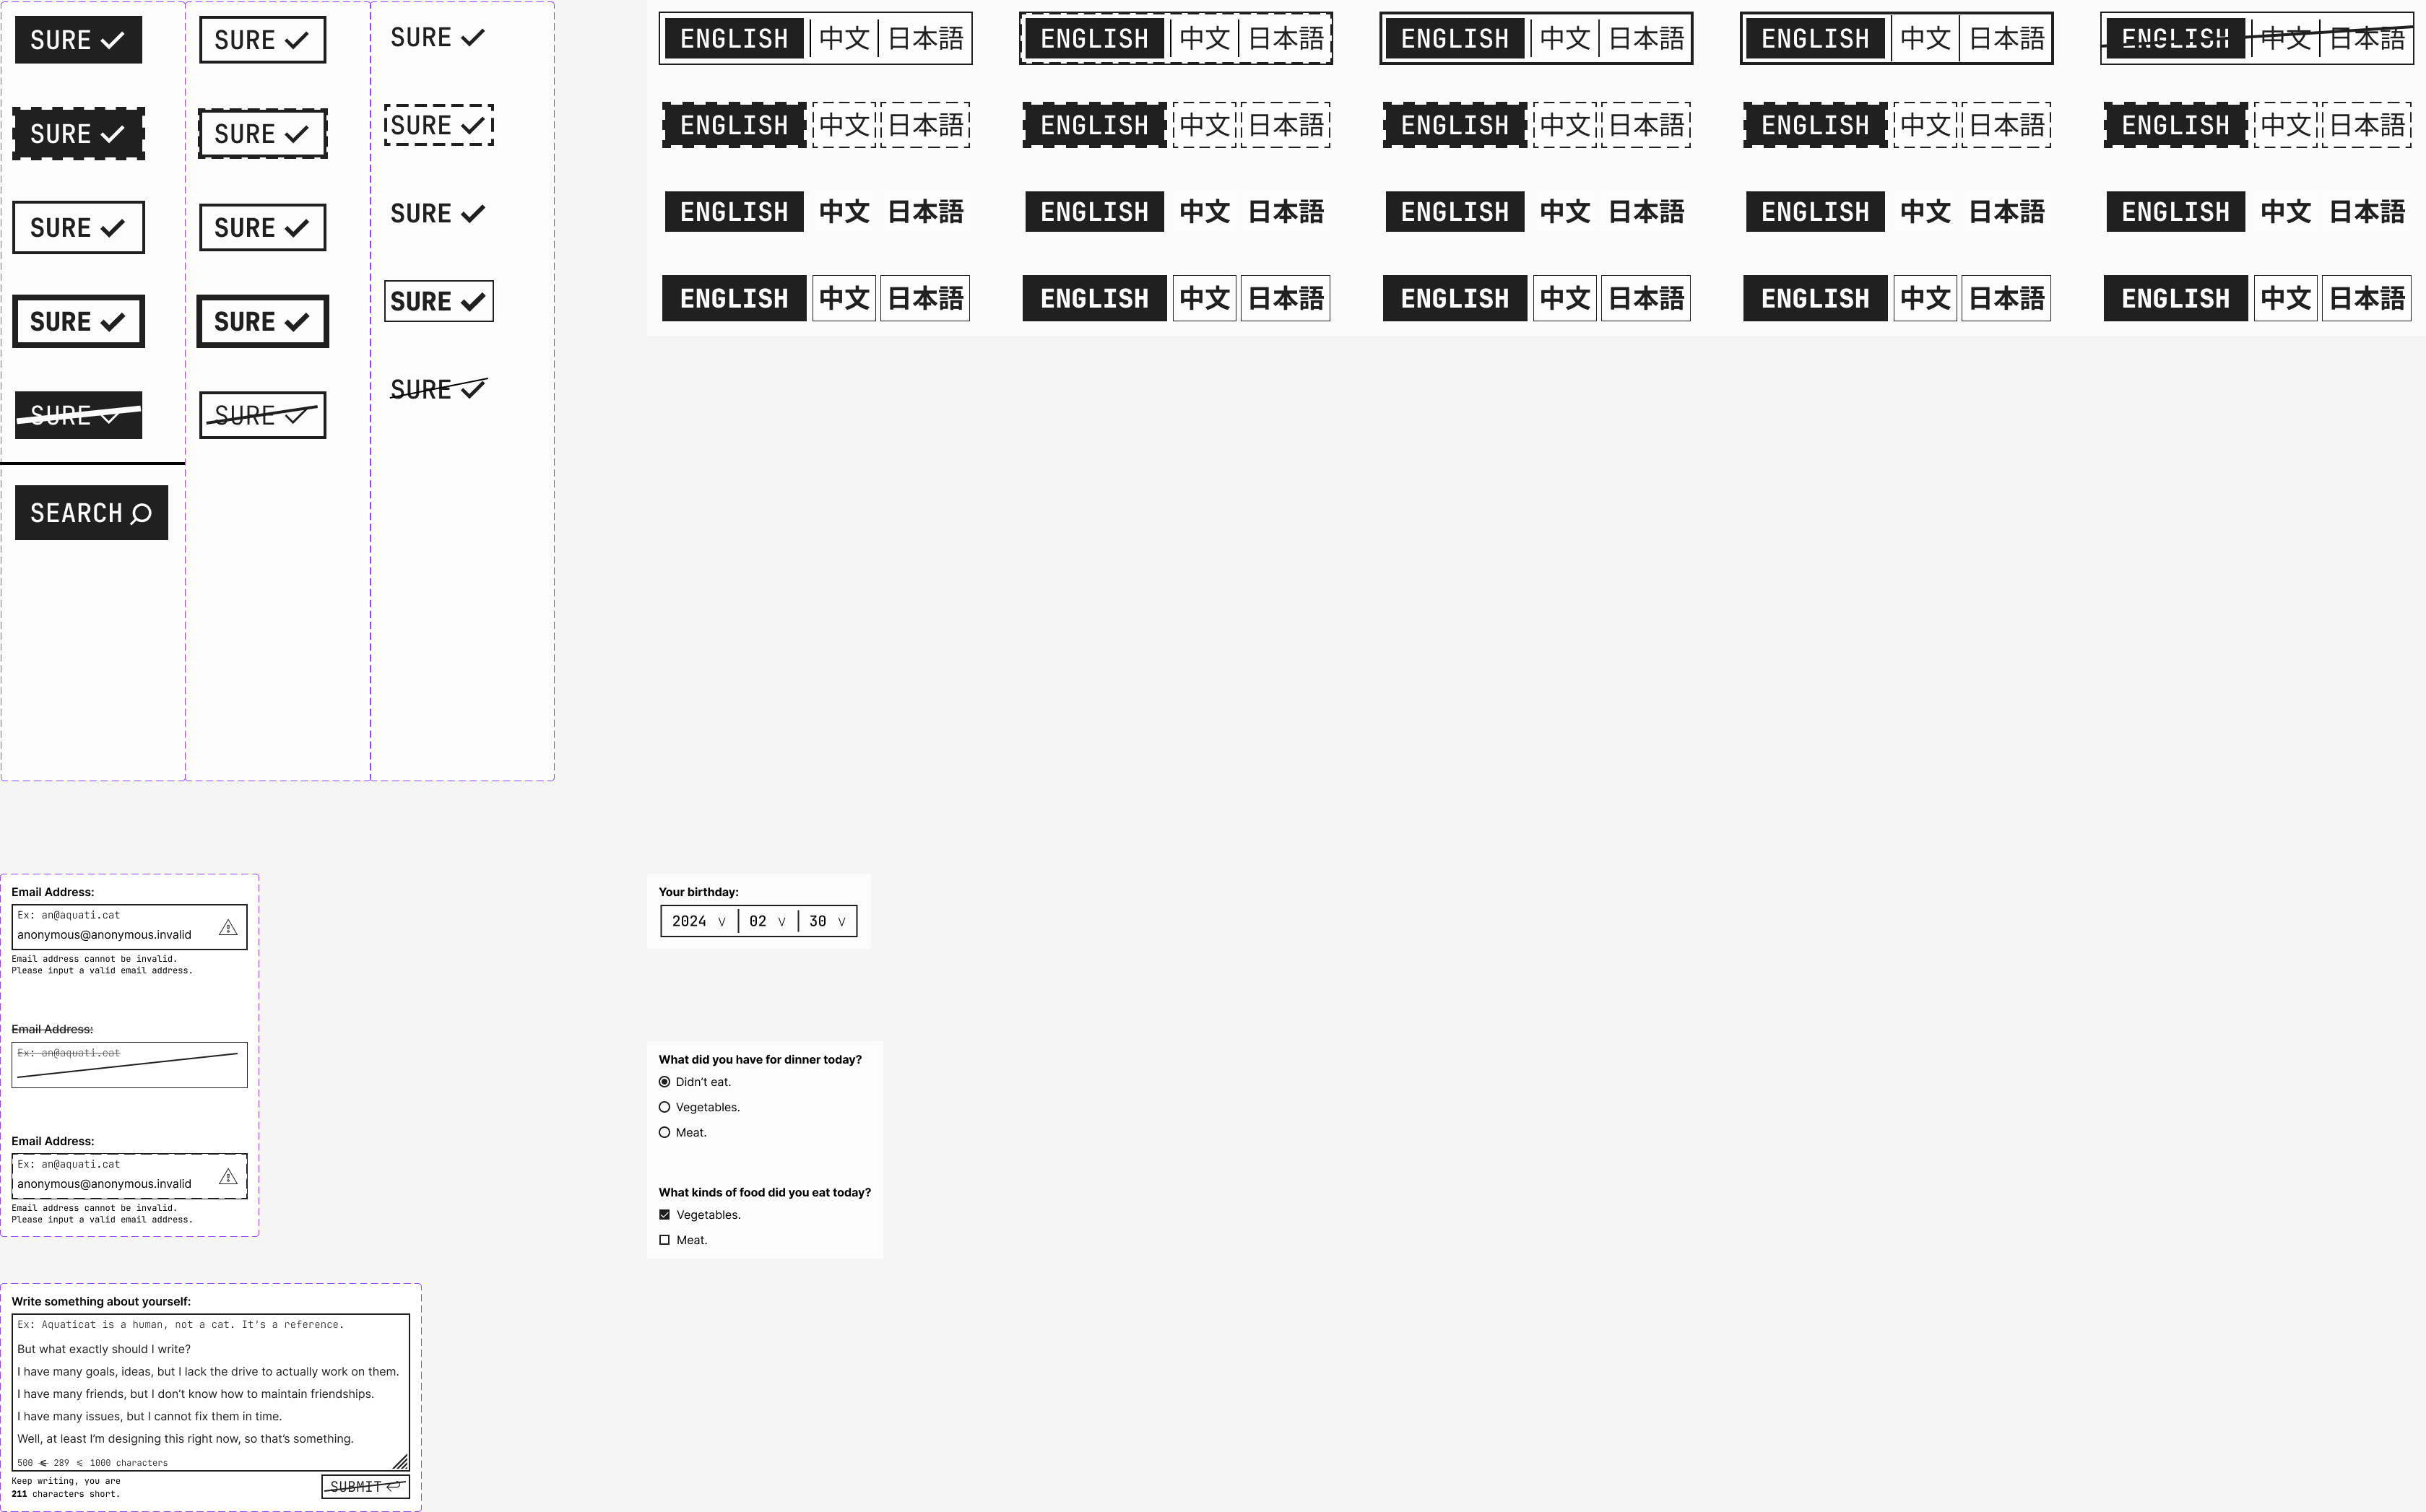 SURE SURE SURE
SURE SURE SURE
SURE SURE SURE
SURE SURE SURE
SURE SURE SURE
SEARCH
ENGLISH 中文 日本語 ENGLISH 中文 日本語 ENGLISH 中文 日本語 ENGLISH 中文 日本語 ENGLISH 中文 日本語
ENGLISH 中文 日本語 ENGLISH 中文 日本語 ENGLISH 中文 日本語 ENGLISH 中文 日本語 ENGLISH 中文 日本語
ENGLISH 中文 日本語 ENGLISH 中文 日本語 ENGLISH 中文 日本語 ENGLISH 中文 日本語 ENGLISH 中文 日本語
ENGLISH 中文 日本語 ENGLISH 中文 日本語 ENGLISH 中文 日本語 ENGLISH 中文 日本語 ENGLISH 中文 日本語
Email Address:
Ex: an@aquati.cat
anonymous@anonymous.invalid
Email address cannot be invalid.
Please input a valid email address.
Email Address:
Ex: an@aquati.cat
Email Address:
Ex: an@aquati.cat
anonymous@anonymous.invalid
Email address cannot be invalid.
Please input a valid email address.
Write something about yourself:
Ex: Aquaticat is a human, not a cat. It’s a reference.
But what exactly should I write?
I have many goals, ideas, but I lack the drive to actually work on them.
I have many friends, but I don’t know how to maintain friendships.
I have many issues, but I cannot fix them in time.
Well, at least I’m designing this right now, so that’s something.
500 ⩽ 289 ⩽ 1000 characters
Keep writing, you are
211 characters short.
SUBMIT
Your birthday:
2024 02 30
What did you have for dinner today?
Didn’t eat.
Vegetables.
Meat.
What kinds of food did you eat today?
Vegetables.
Meat.